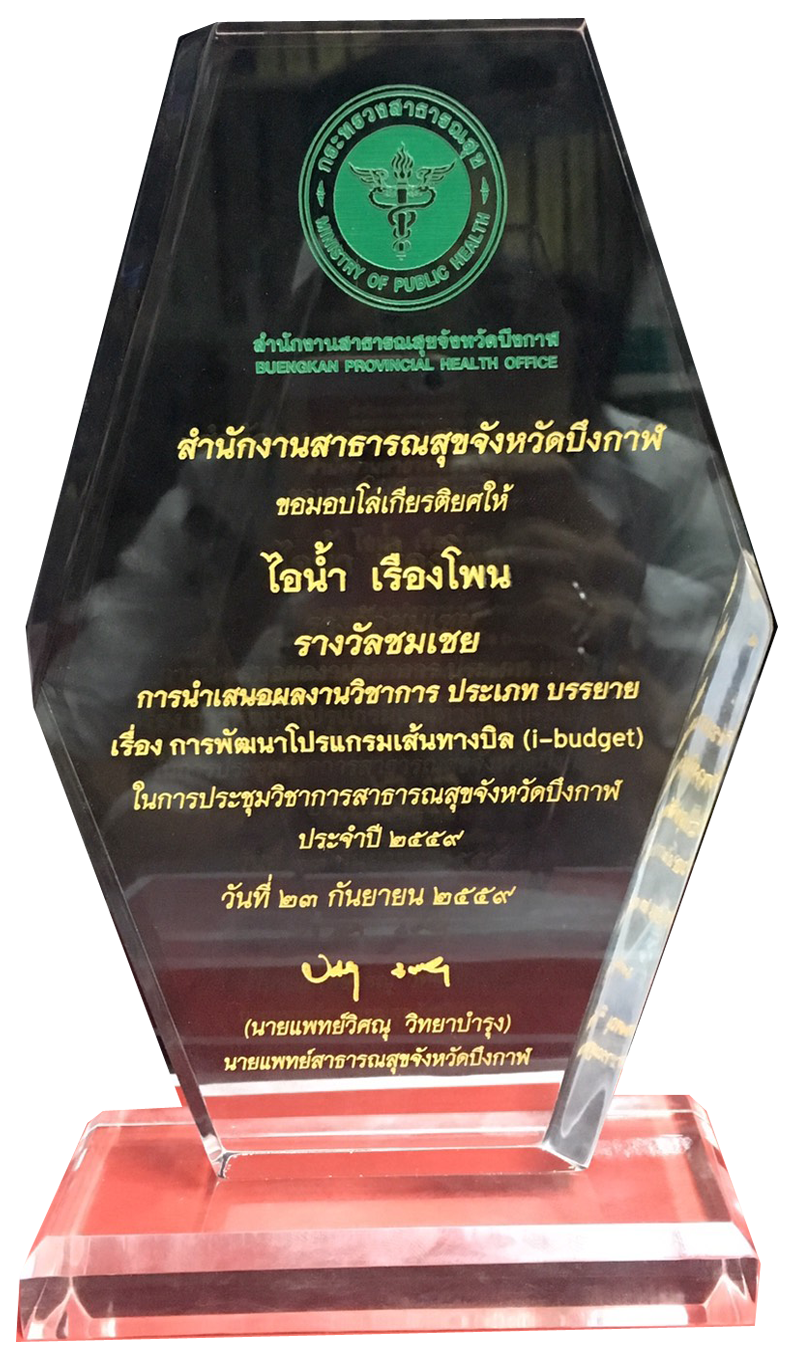 กระทรวงสาธารณสุข
MINISTRY OF PUBLIC HEALTH
สำนักงานสาธารณสุขจังหวัดบึงกาฬ
BUENGKAN PROVINCIAL HEALTH OFFICE
สำนักงานสาธารณสุขจังหวัดบึงกาฬ
ขอมอบโล่เกียรติยศให้
ไอน้ำ เรืองโพน
รางวัลชมเชย
การนำเสนอผลงานวิชาการ ประเภท บรรยาย
เรื่อง การพัฒนาโปรแกรมเส้นทางบิล (i-budget)
ในการประชุมวิชาการสาธารณสุขจังหวัดบึงกาฬ
ประจำปี ๒๕๕๙
วันที่ ๒๓ กันยายน ๒๕๕๙
(นายแพทย์วิศณุ วิทยาบำรุง)
นายแพทย์สาธารณสุขจังหวัดบึงกาฬ